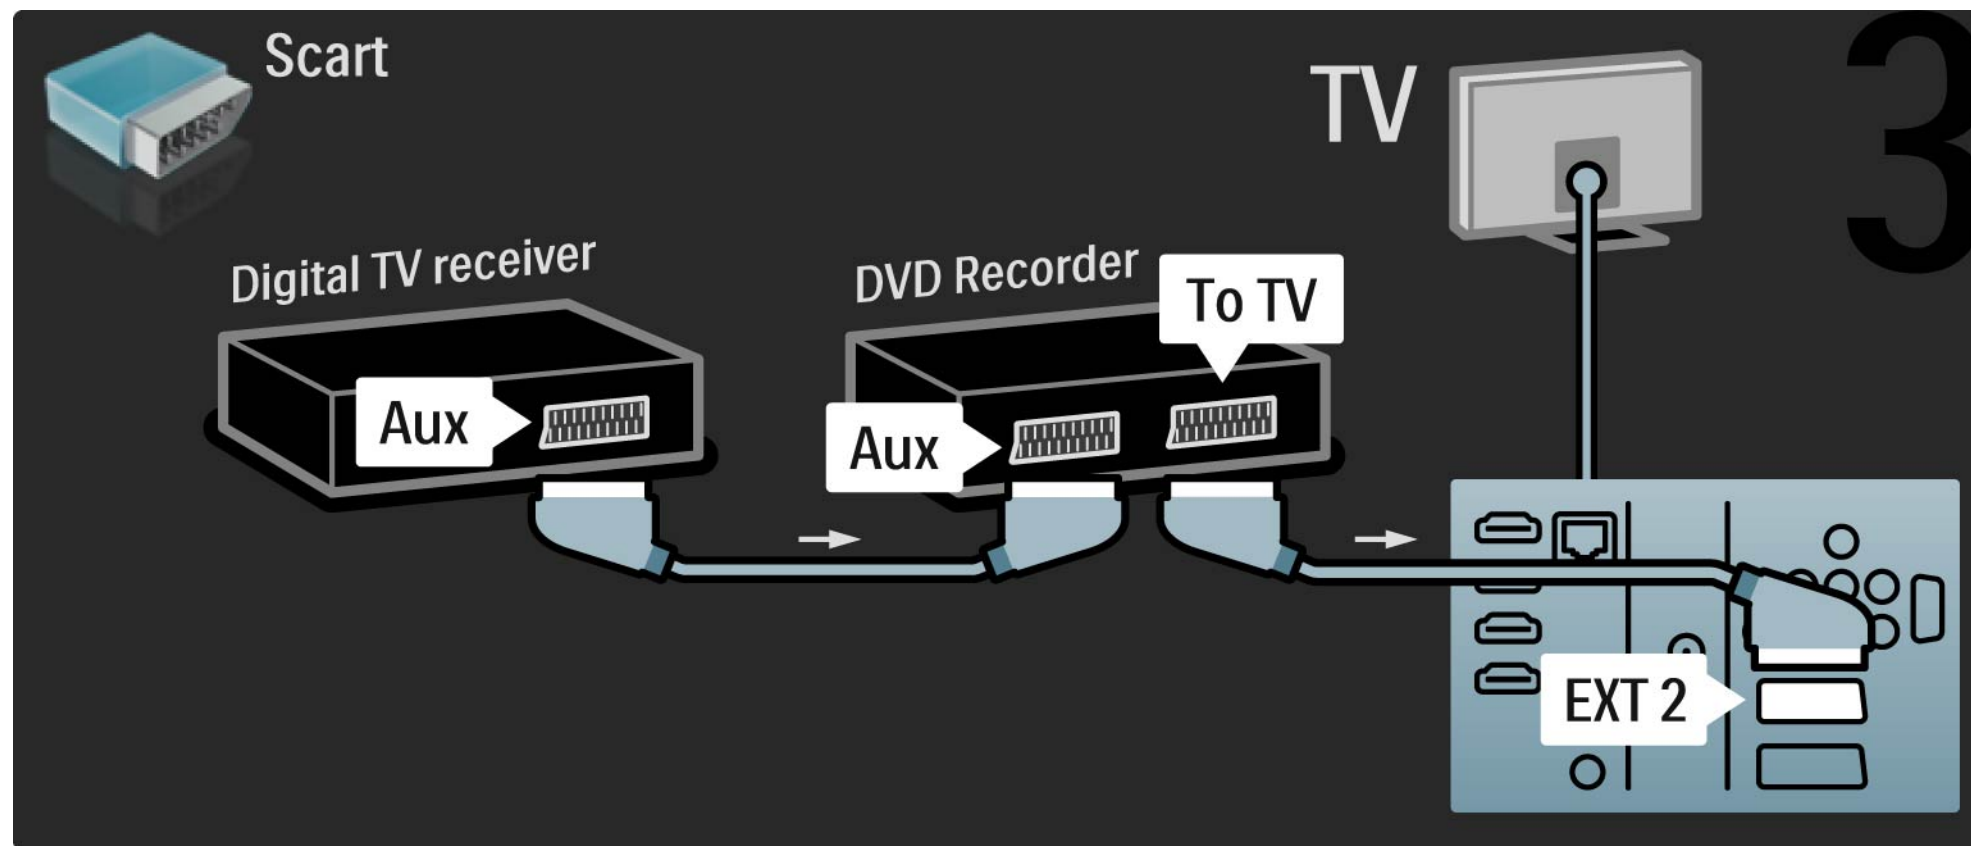 Scart
TV
3
Digital TV receiver
DVD Recorder
To TV
Aux
Aux
EXT 2